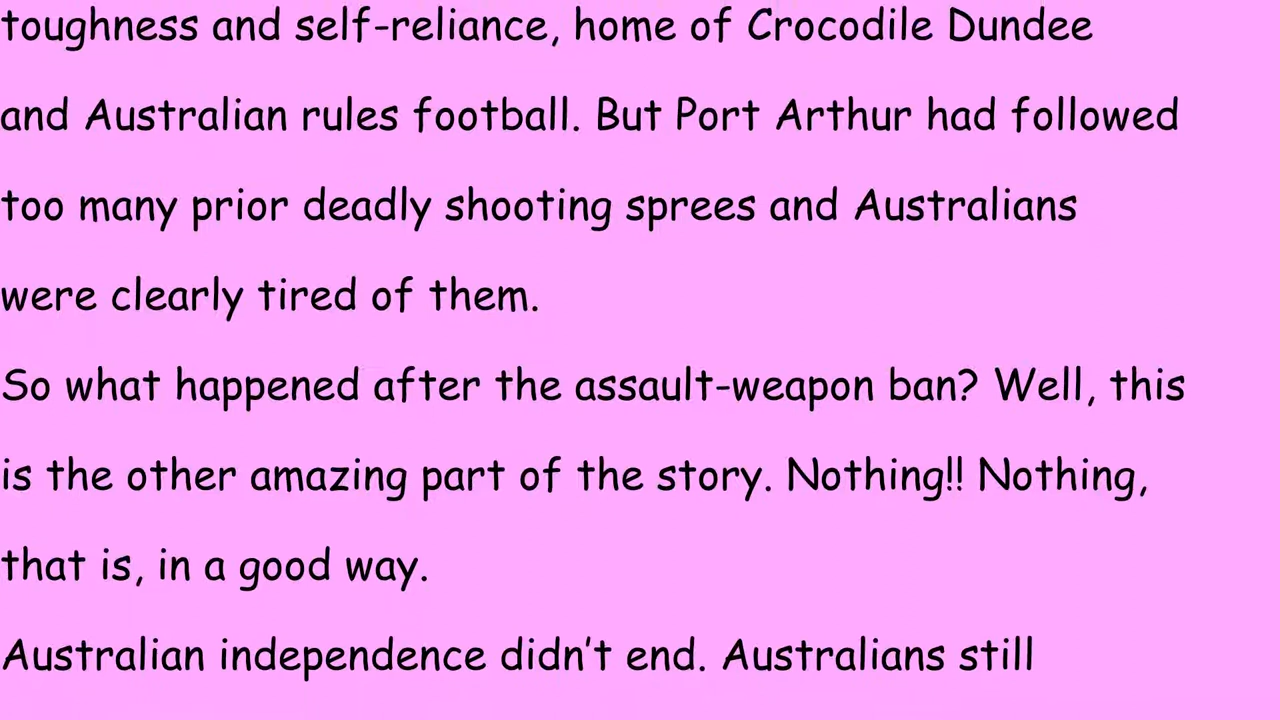 toughness and self-reliance, home of Crocodile Dundee
and Australian rules football. But Port Arthur had followed
too many prior deadly shooting sprees and Australians
were clearly tired of them.
So what happened after the assault-weapon ban? Well, this
is the other amazing part of the story. Nothing!! Nothing,
that is, in a good way.
Australian independence didn’t end. Australians still